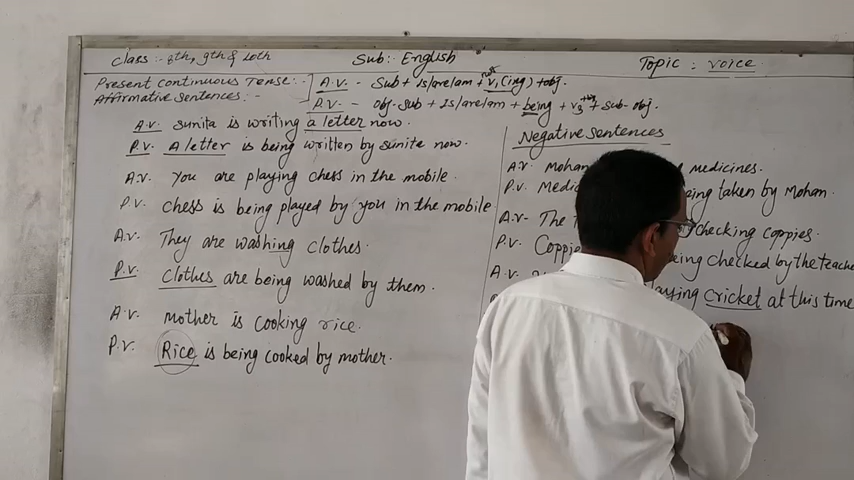 Class :- 8th, 9th & 10th Sub:- English Topic : voice
Present Continuous Tense:-
Affirmative Sentences:-
A.V. - Sub + Is/are/am + not + V1 (ing) + obj.
P.V. - obj-sub + Is/are/am + being + V3 + by + sub-obj.
A.V. Sunita is writing a letter now.
P.V. A letter is being written by sunita now.
A.V. You are playing chess in the mobile.
P.V. Chess is being played by you in the mobile
A.V. They are washing clothes.
P.V. Clothes are being washed by them.
A.V. mother is cooking rice.
P.V. Rice is being cooked by mother.
Negative Sentences
A.V. Mohan medicines.
P.V. being taken by Mohan.
A.V- The checking coppies.
P.V. being checked by the teache
A.V. playing cricket at this time